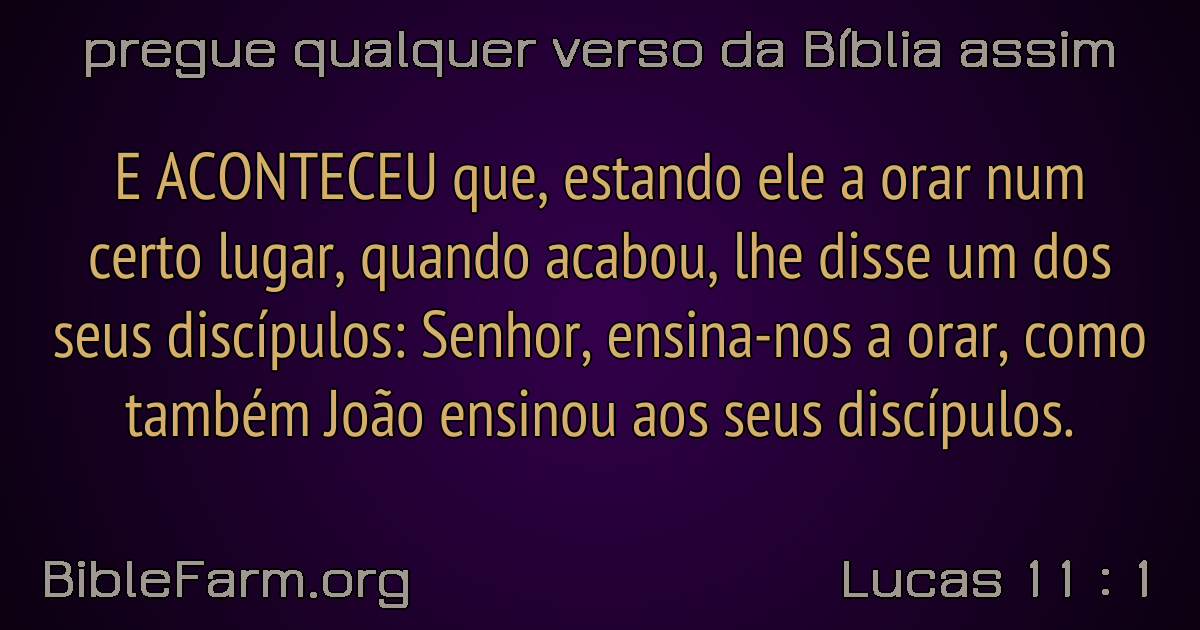 pregue qualquer verso da Bíblia assim
E ACONTECEU que, estando ele a orar num
certo lugar, quando acabou, lhe disse um dos
seus discípulos: Senhor, ensina-nos a orar, como
também João ensinou aos seus discípulos.
BibleFarm.org
Lucas 11 : 1